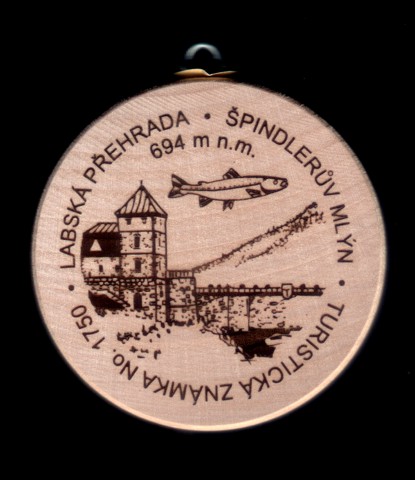 LABSKÁ PŘEHRADA • ŠPINDLERŮV MLÝN • TURISTICKÁ ZNÁMKA No. 1750 •
694 m n.m.